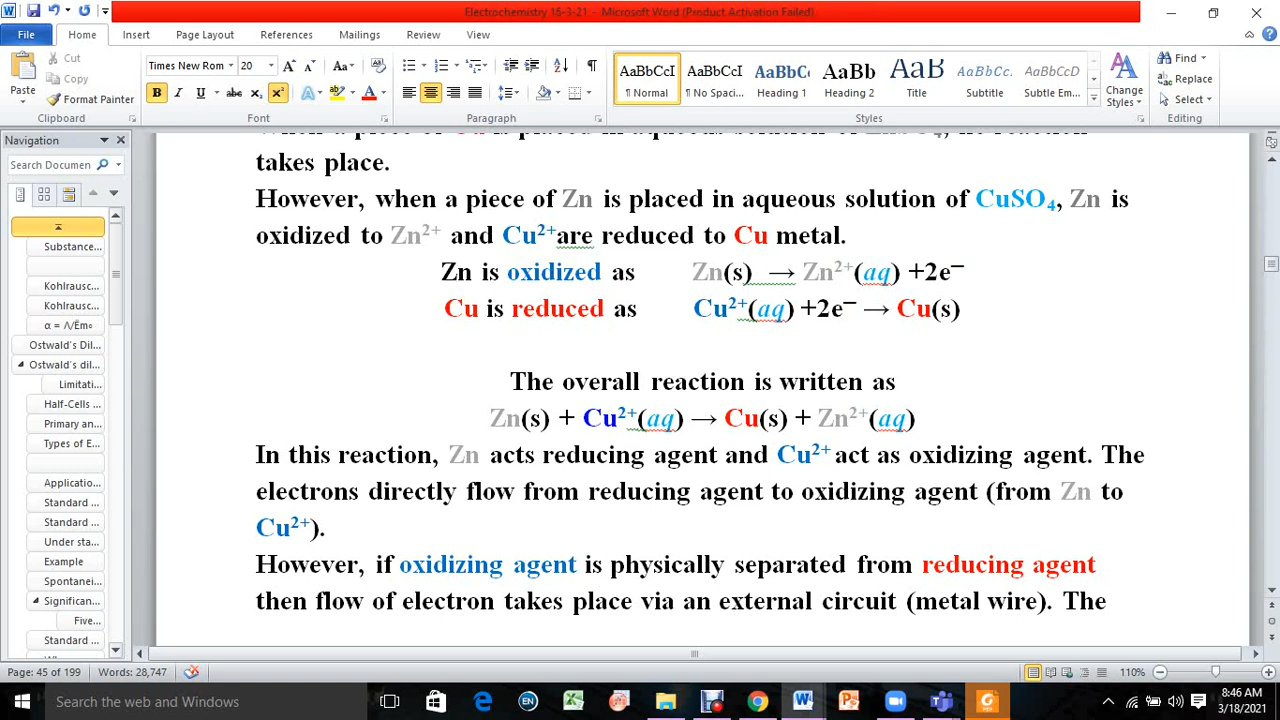 Electrochemistry 16-3-21 - Microsoft Word (Product Activation Failed)
File Home Insert Page Layout References Mailings Review View
Paste
Cut
Copy
Format Painter
Clipboard
Times New Rom 20
Font
Paragraph
AaBbCcI AaBbCcI AaBbCc AaBbCc AaB AaBbCcI AaBbCcI
¶ Normal ¶ No Spaci... Heading 1 Heading 2 Title Subtitle Subtle Em...
Styles
Change Styles
Find
Replace
Select
Editing
Navigation
Search Documen
Substance...
Kohlrausc...
Kohlrausc...
Ostwald's Dil...
Ostwald's dil...
Limitati...
Half-Cells ...
Primary an...
Types of E...
Applicatio...
Standard ...
Standard ...
Under sta...
Example
Spontanei...
Significan...
Five...
Standard ...
takes place.
However, when a piece of Zn is placed in aqueous solution of CuSO₄, Zn is
oxidized to Zn²⁺ and Cu²⁺are reduced to Cu metal.
Zn is oxidized as Zn(s) → Zn²⁺(aq) +2e⁻
Cu is reduced as Cu²⁺(aq) +2e⁻ → Cu(s)
The overall reaction is written as
Zn(s) + Cu²⁺(aq) → Cu(s) + Zn²⁺(aq)
In this reaction, Zn acts reducing agent and Cu²⁺ act as oxidizing agent. The
electrons directly flow from reducing agent to oxidizing agent (from Zn to
Cu²⁺).
However, if oxidizing agent is physically separated from reducing agent
then flow of electron takes place via an external circuit (metal wire). The
Page: 45 of 199 Words: 28,747 110%
Search the web and Windows
8:46 AM
3/18/2021